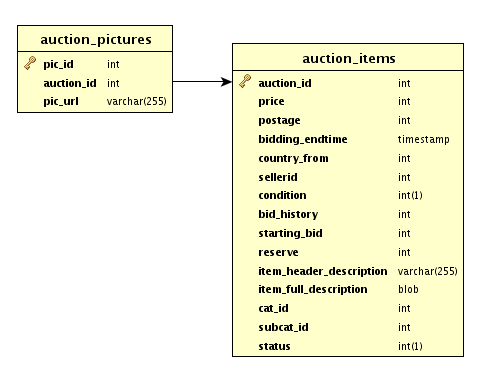 auction_pictures
pic_id int
auction_id int
pic_url varchar(255)
auction_items
auction_id int
price int
postage int
bidding_endtime timestamp
country_from int
sellerid int
condition int(1)
bid_history int
starting_bid int
reserve int
item_header_description varchar(255)
item_full_description blob
cat_id int
subcat_id int
status int(1)